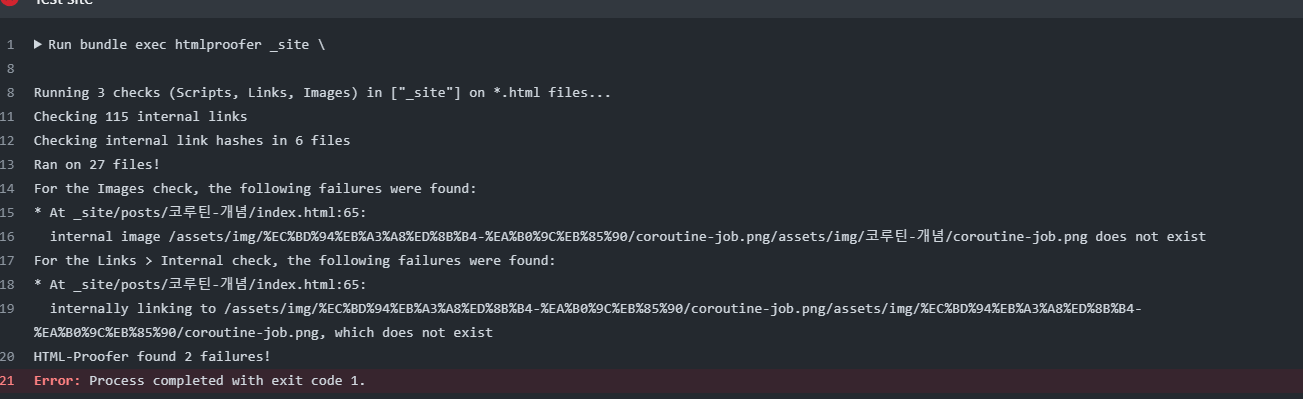 Test site
1 ▶ Run bundle exec htmlproofer _site \
8
8 Running 3 checks (Scripts, Links, Images) in ["_site"] on *.html files...
11 Checking 115 internal links
12 Checking internal link hashes in 6 files
13 Ran on 27 files!
14 For the Images check, the following failures were found:
15 * At _site/posts/코루틴-개념/index.html:65:
16 internal image /assets/img/%EC%BD%94%EB%A3%A8%ED%8B%B4-%EA%B0%9C%EB%85%90/coroutine-job.png/assets/img/코루틴-개념/coroutine-job.png does not exist
17 For the Links > Internal check, the following failures were found:
18 * At _site/posts/코루틴-개념/index.html:65:
19 internally linking to /assets/img/%EC%BD%94%EB%A3%A8%ED%8B%B4-%EA%B0%9C%EB%85%90/coroutine-job.png/assets/img/%EC%BD%94%EB%A3%A8%ED%8B%B4-
%EA%B0%9C%EB%85%90/coroutine-job.png, which does not exist
20 HTML-Proofer found 2 failures!
21 Error: Process completed with exit code 1.